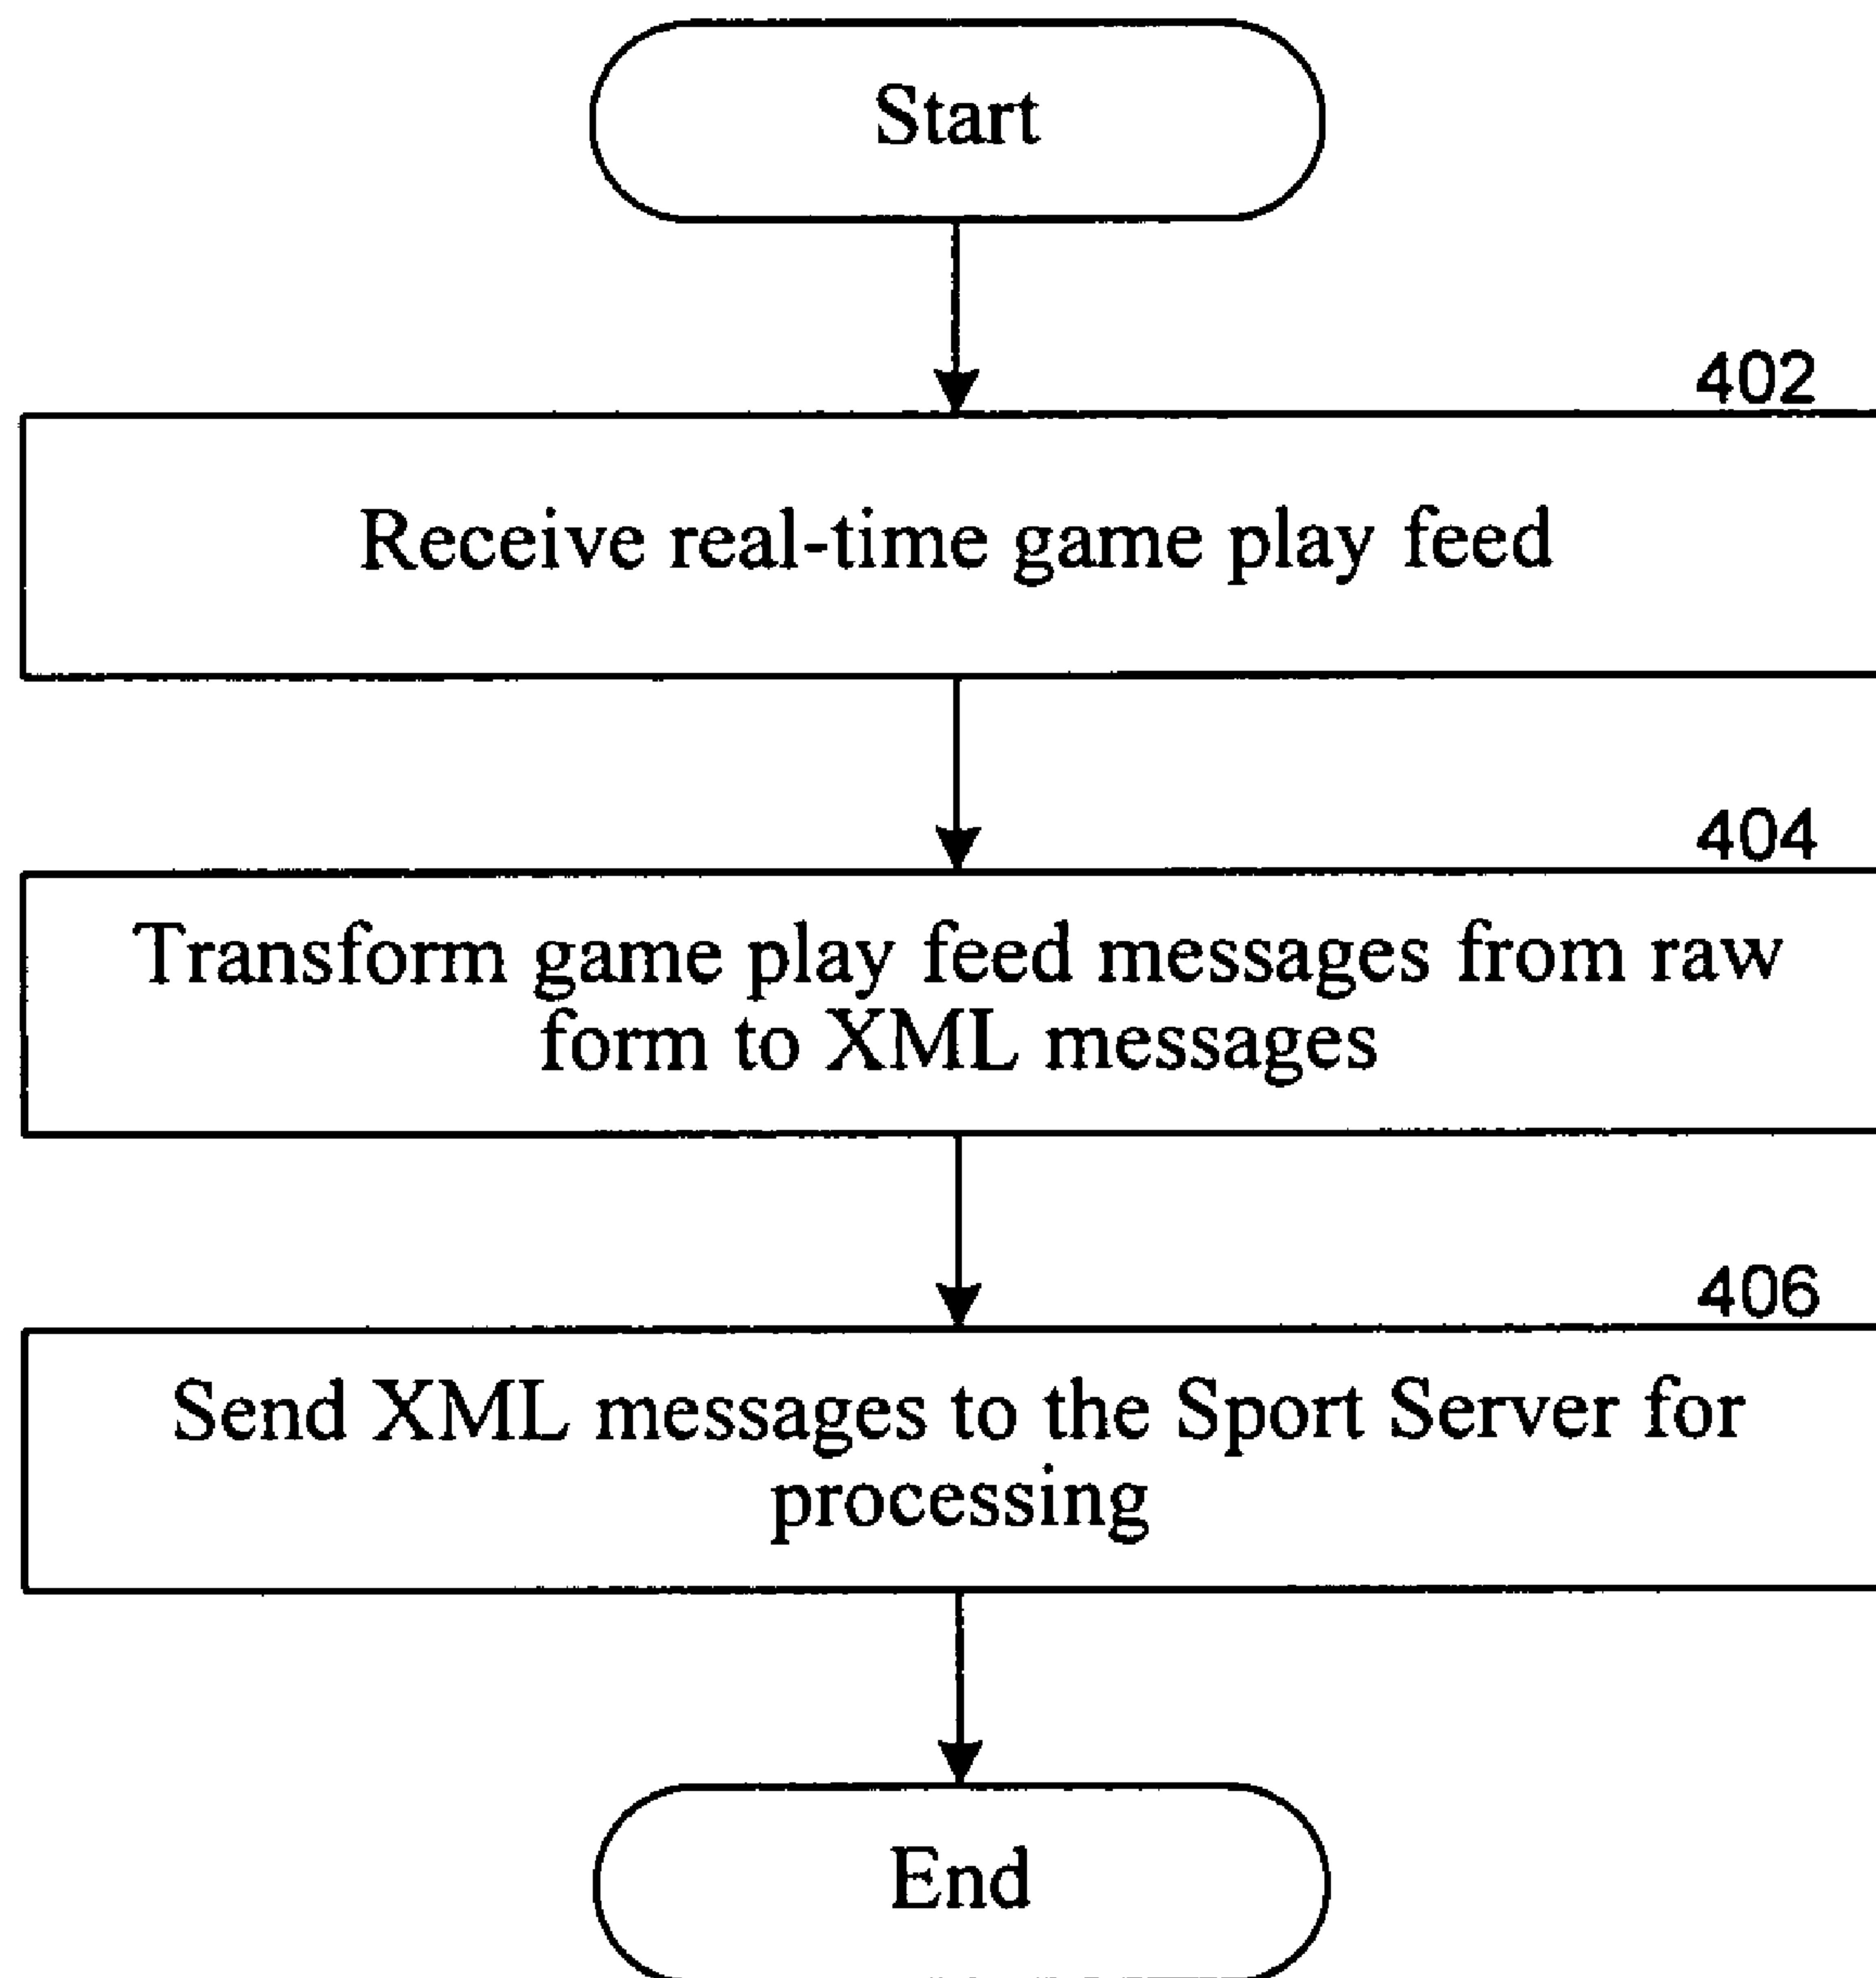 Start
402
Receive real-time game play feed
404
Transform game play feed messages from raw
form to XML messages
406
Send XML messages to the Sport Server for
processing
End